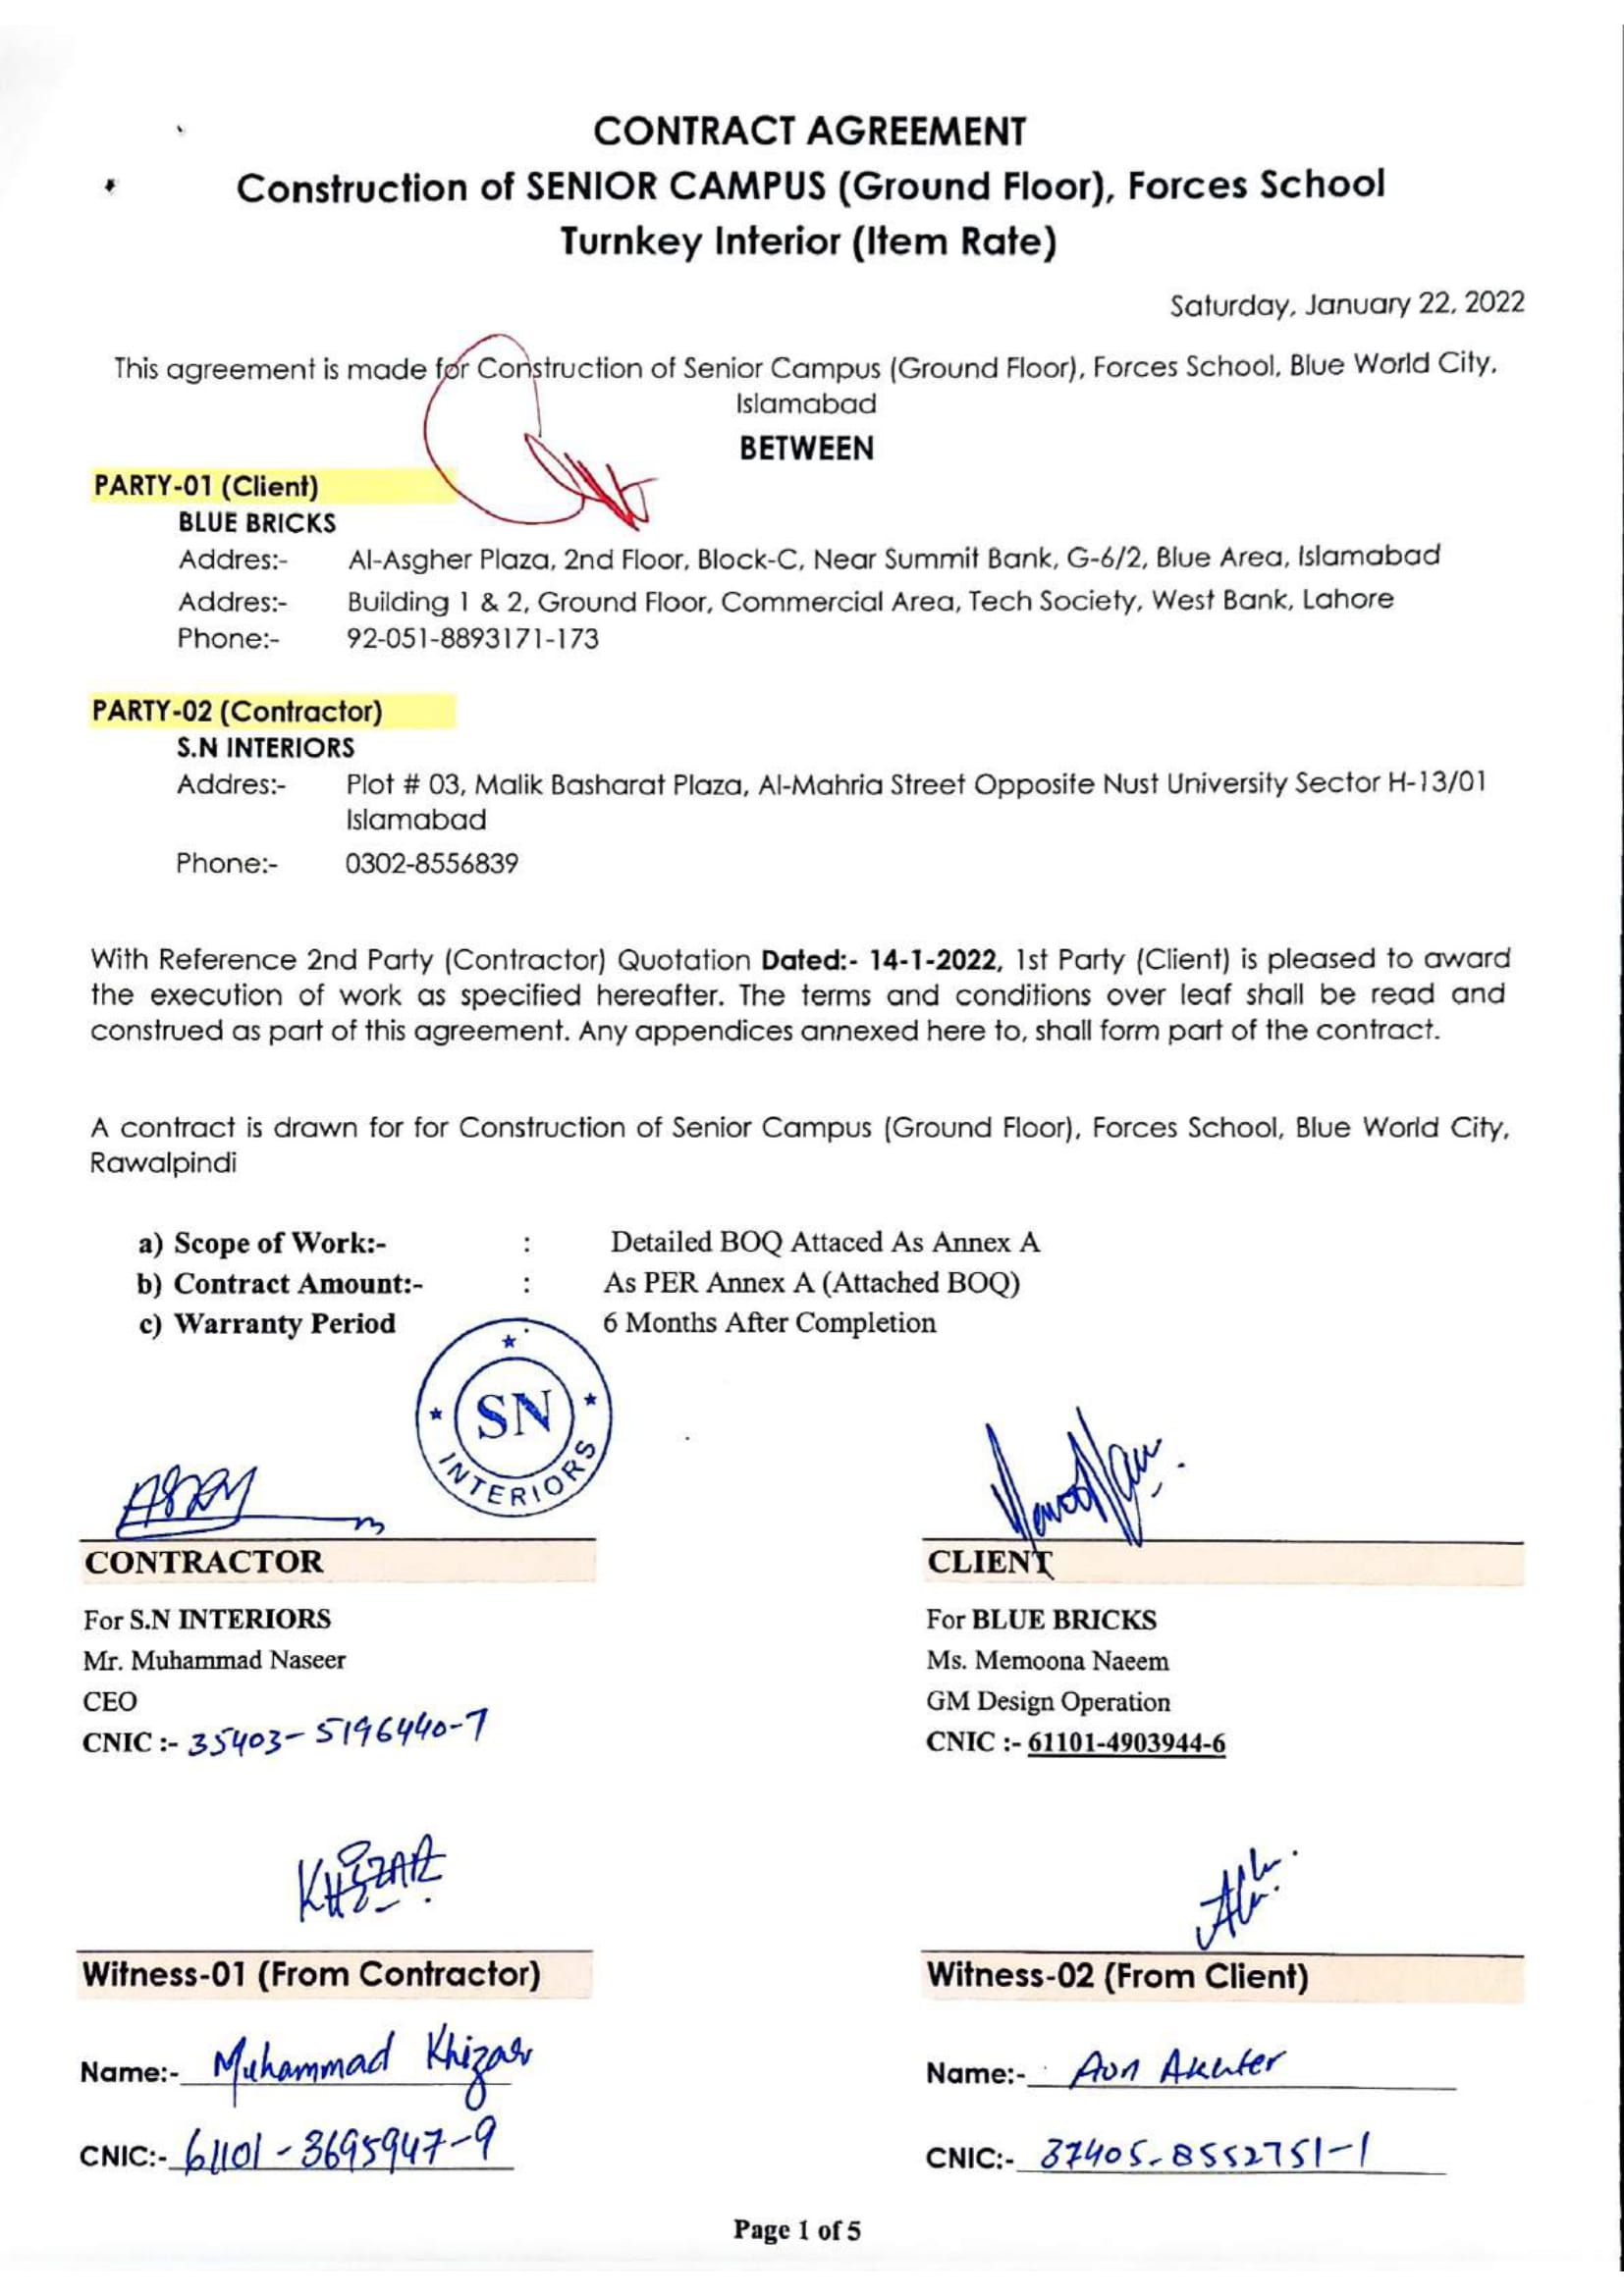 CONTRACT AGREEMENT
Construction of SENIOR CAMPUS (Ground Floor), Forces School
Turnkey Interior (Item Rate)
Saturday, January 22, 2022
This agreement is made for Construction of Senior Campus (Ground Floor), Forces School, Blue World City,
Islamabad
BETWEEN
PARTY-01 (Client)
BLUE BRICKS
Addres:- Al-Asgher Plaza, 2nd Floor, Block-C, Near Summit Bank, G-6/2, Blue Area, Islamabad
Addres:- Building 1 & 2, Ground Floor, Commercial Area, Tech Society, West Bank, Lahore
Phone:- 92-051-8893171-173
PARTY-02 (Contractor)
S.N INTERIORS
Addres:- Plot # 03, Malik Basharat Plaza, Al-Mahria Street Opposite Nust University Sector H-13/01
Islamabad
Phone:- 0302-8556839
With Reference 2nd Party (Contractor) Quotation Dated:- 14-1-2022, 1st Party (Client) is pleased to award
the execution of work as specified hereafter. The terms and conditions over leaf shall be read and
construed as part of this agreement. Any appendices annexed here to, shall form part of the contract.
A contract is drawn for for Construction of Senior Campus (Ground Floor), Forces School, Blue World City,
Rawalpindi
a) Scope of Work:- : Detailed BOQ Attaced As Annex A
b) Contract Amount:- : As PER Annex A (Attached BOQ)
c) Warranty Period : 6 Months After Completion
SN
INTERIORS
CONTRACTOR CLIENT
For S.N INTERIORS For BLUE BRICKS
Mr. Muhammad Naseer Ms. Memoona Naeem
CEO GM Design Operation
CNIC :- 35403-5196440-7 CNIC :- 61101-4903944-6
KHIZAR
Witness-01 (From Contractor) Witness-02 (From Client)
Name:- Muhammad Khizar Name:- Aon Akhter
CNIC:- 61101-3695947-9 CNIC:- 37405-8552751-1
Page 1 of 5